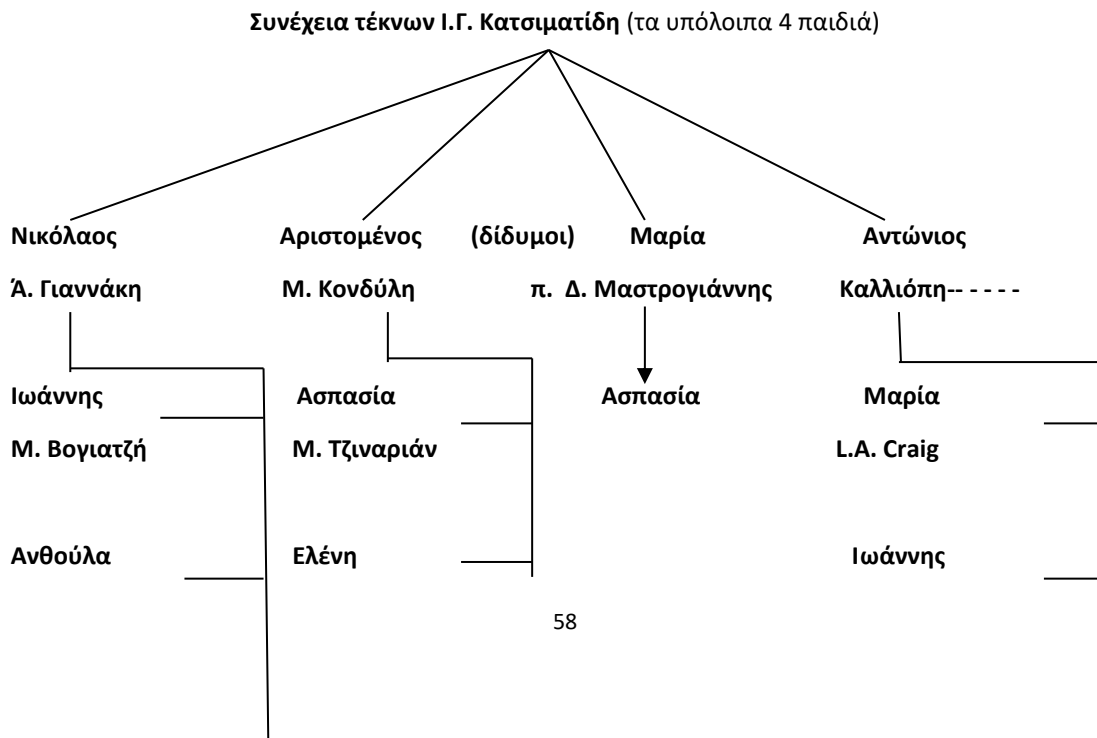 Συνέχεια τέκνων Ι.Γ. Κατσιματίδη (τα υπόλοιπα 4 παιδιά)
Νικόλαος Αριστομένος (δίδυμοι) Μαρία Αντώνιος
Ά. Γιαννάκη Μ. Κονδύλη π. Δ. Μαστρογιάννης Καλλιόπη-- - - - -
Ιωάννης Ασπασία Ασπασία Μαρία
Μ. Βογιατζή Μ. Τζιναριάν L.A. Craig
Ανθούλα Ελένη Ιωάννης
58